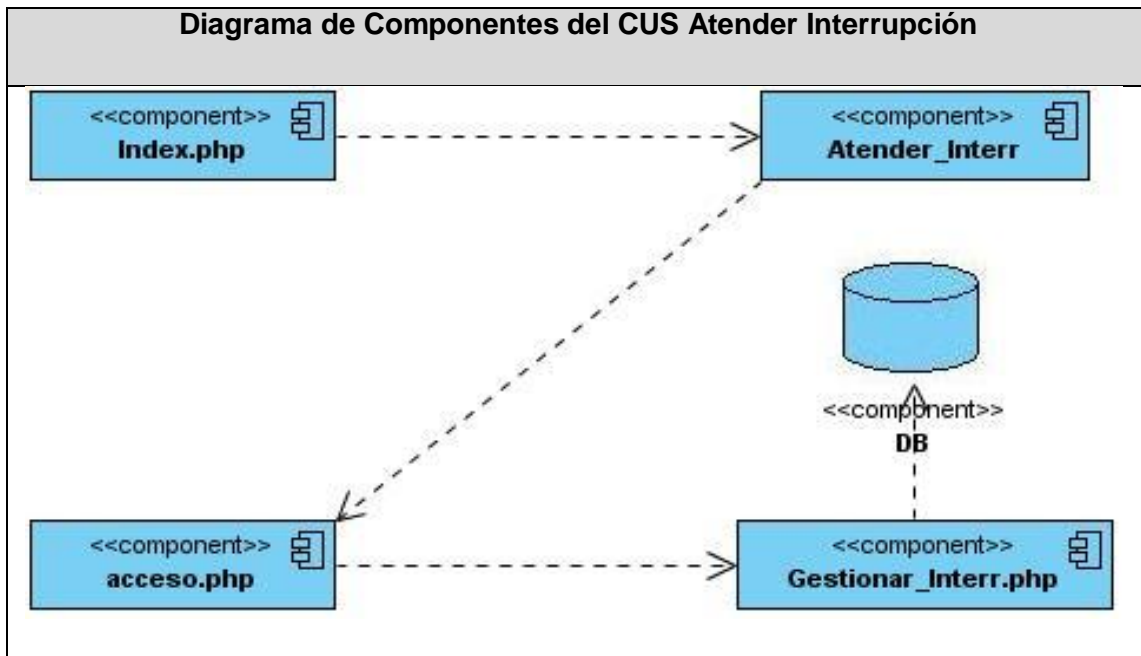 Diagrama de Componentes del CUS Atender Interrupción
<<component>>
Index.php
<<component>>
Atender_Interr
<<component>>
DB
<<component>>
acceso.php
<<component>>
Gestionar_Interr.php